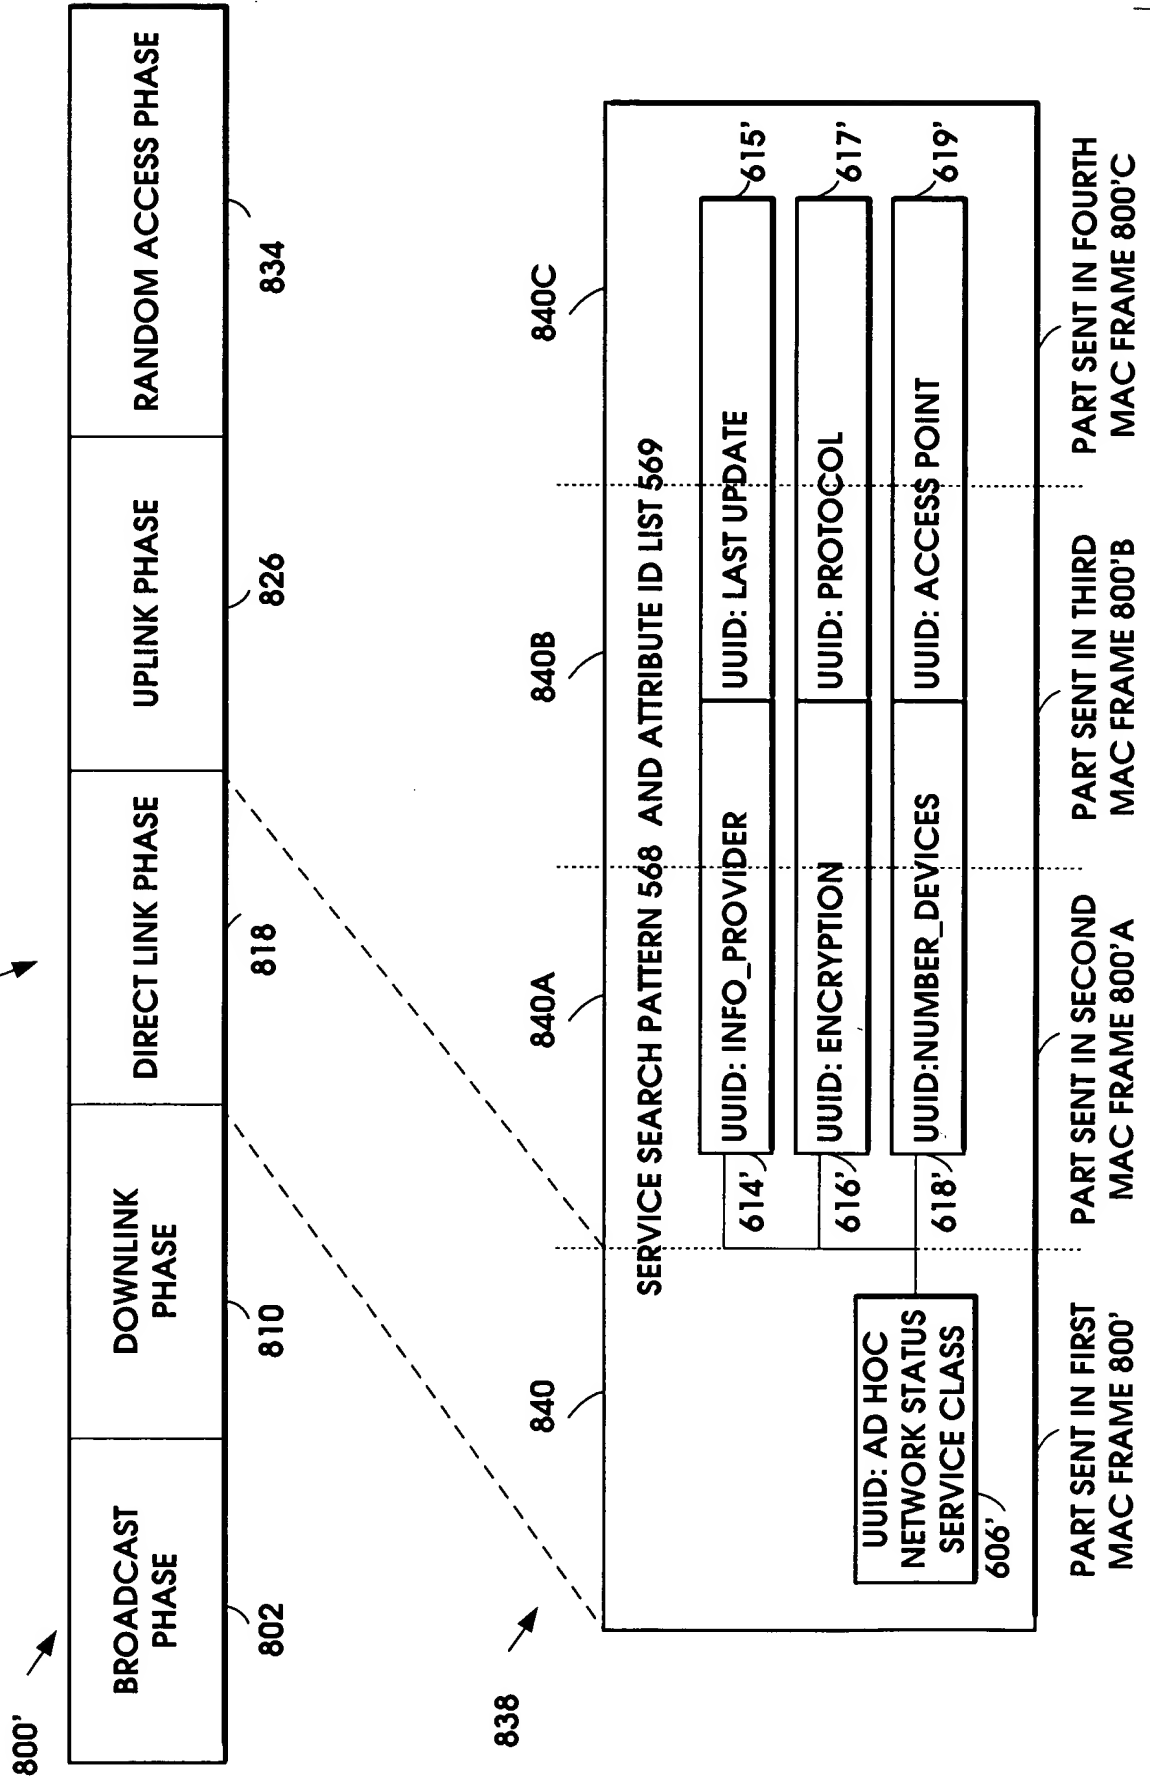 800'
BROADCAST
PHASE
DOWNLINK
PHASE
DIRECT LINK PHASE
UPLINK PHASE
RANDOM ACCESS PHASE
802
810
818
826
834
838
840
840A
840B
840C
SERVICE SEARCH PATTERN 568 AND ATTRIBUTE ID LIST 569
UUID: INFO_PROVIDER
UUID: LAST UPDATE
614'
615'
UUID: ENCRYPTION
UUID: PROTOCOL
616'
617'
UUID: AD HOC
NETWORK STATUS
SERVICE CLASS
606'
UUID:NUMBER_DEVICES
UUID: ACCESS POINT
618'
619'
PART SENT IN FIRST
MAC FRAME 800'
PART SENT IN SECOND
MAC FRAME 800'A
PART SENT IN THIRD
MAC FRAME 800'B
PART SENT IN FOURTH
MAC FRAME 800'C